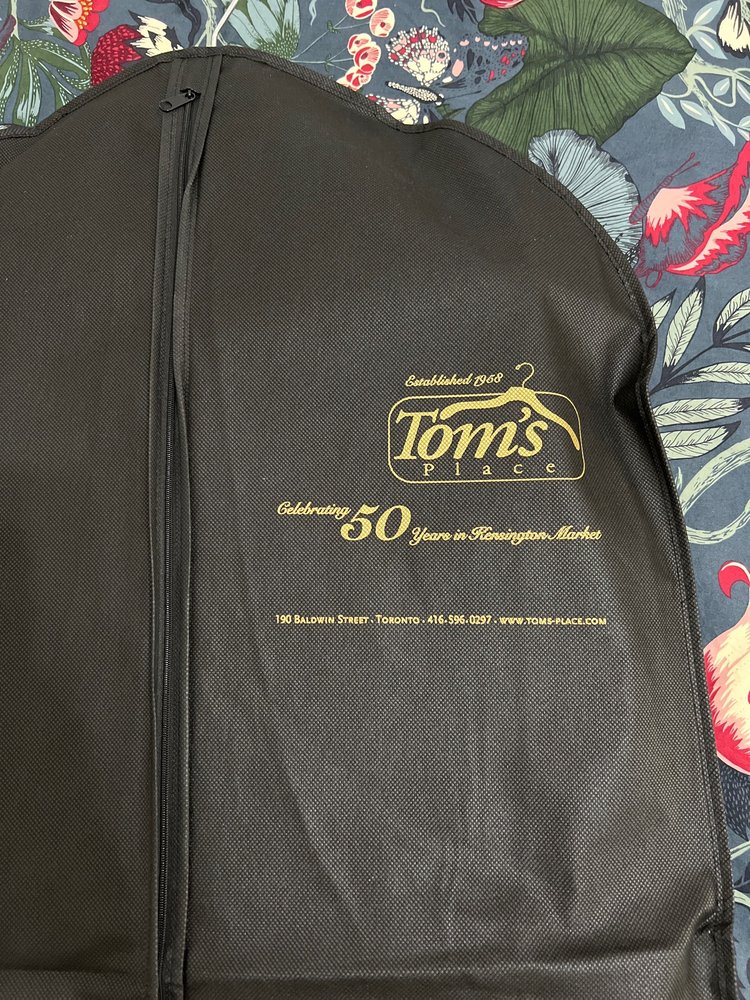 Established 1958
Tom's
Place
Celebrating 50 Years in Kensington Market
190 Baldwin Street • Toronto • 416-596-0297 • www.toms-place.com